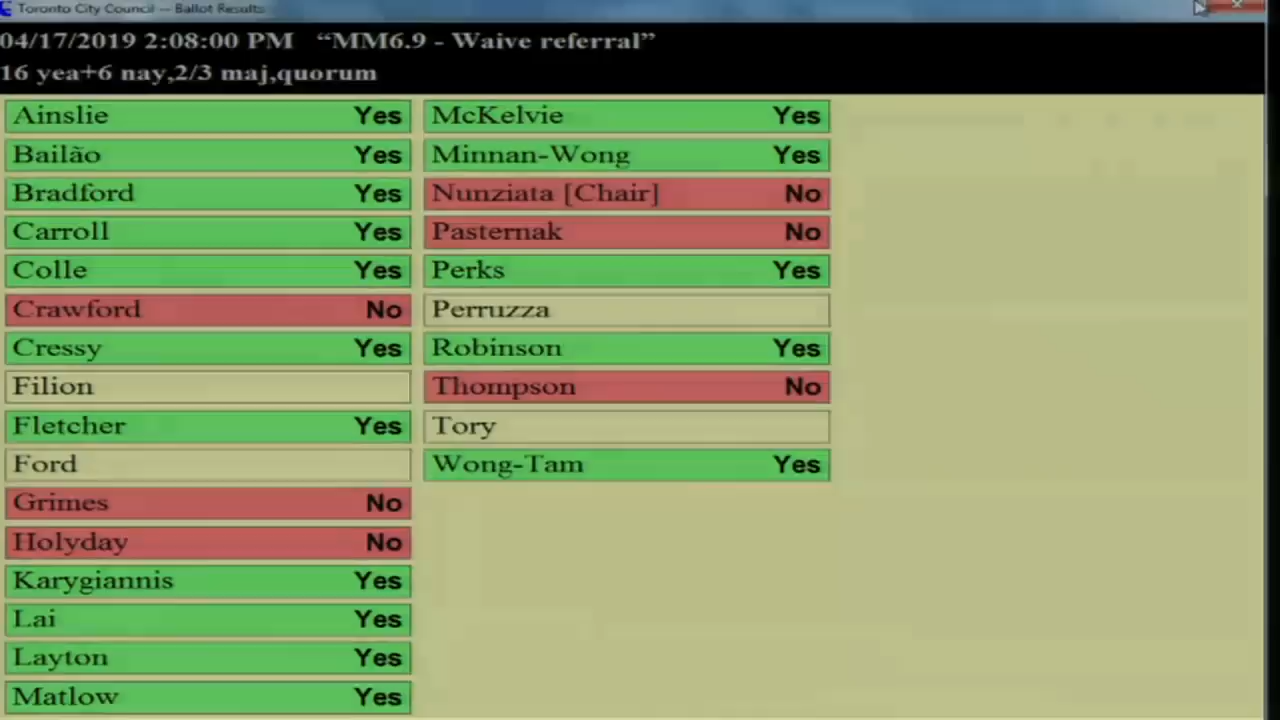 Toronto City Council -- Ballot Results
04/17/2019 2:08:00 PM “MM6.9 - Waive referral”
16 yea+6 nay,2/3 maj,quorum
Ainslie Yes
Bailão Yes
Bradford Yes
Carroll Yes
Colle Yes
Crawford No
Cressy Yes
Filion
Fletcher Yes
Ford
Grimes No
Holyday No
Karygiannis Yes
Lai Yes
Layton Yes
Matlow Yes
McKelvie Yes
Minnan-Wong Yes
Nunziata [Chair] No
Pasternak No
Perks Yes
Perruzza
Robinson Yes
Thompson No
Tory
Wong-Tam Yes